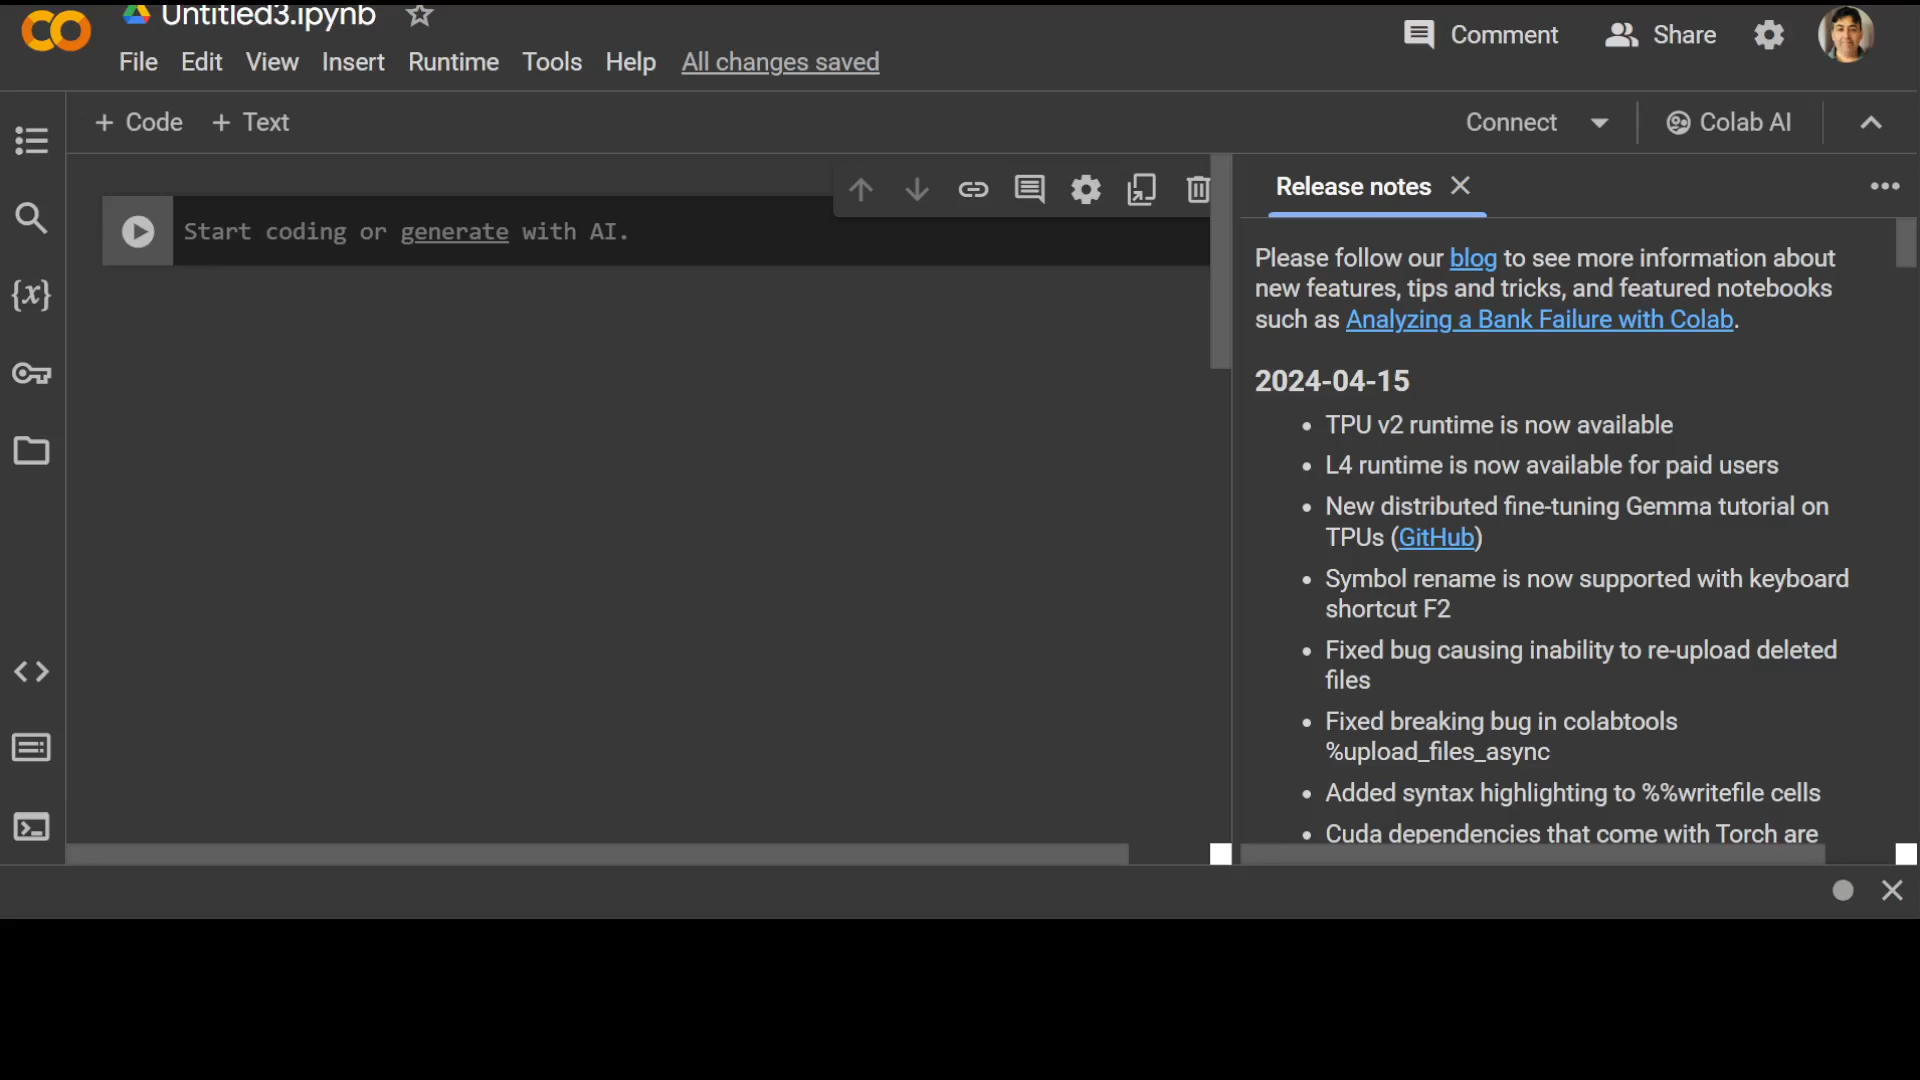 Untitled3.ipynb
Comment Share
File Edit View Insert Runtime Tools Help All changes saved
+ Code + Text
Connect Colab AI
Release notes
Start coding or generate with AI.
{x}
Please follow our blog to see more information about
new features, tips and tricks, and featured notebooks
such as Analyzing a Bank Failure with Colab.
2024-04-15
• TPU v2 runtime is now available
• L4 runtime is now available for paid users
• New distributed fine-tuning Gemma tutorial on
TPUs (GitHub)
• Symbol rename is now supported with keyboard
shortcut F2
• Fixed bug causing inability to re-upload deleted
files
• Fixed breaking bug in colabtools
%upload_files_async
• Added syntax highlighting to %%writefile cells
• Cuda dependencies that come with Torch are